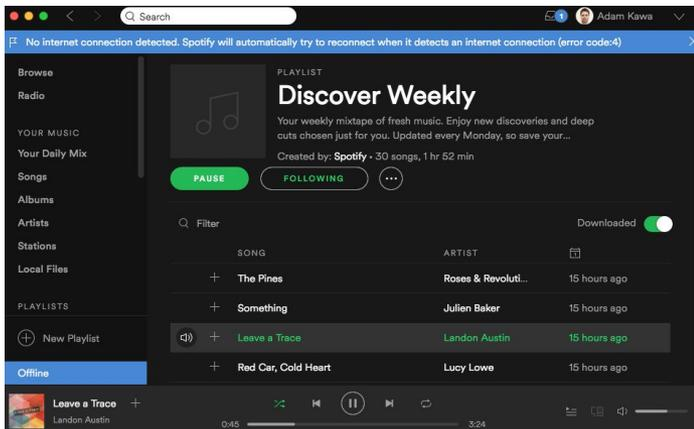 Search
1
Adam Kawa
No internet connection detected. Spotify will automatically try to reconnect when it detects an internet connection (error code:4)
Browse
Radio
YOUR MUSIC
Your Daily Mix
Songs
Albums
Artists
Stations
Local Files
PLAYLISTS
New Playlist
Offline
PLAYLIST
Discover Weekly
Your weekly mixtape of fresh music. Enjoy new discoveries and deep
cuts chosen just for you. Updated every Monday, so save your...
Created by: Spotify • 30 songs, 1 hr 52 min
PAUSE FOLLOWING
Filter Downloaded
SONG ARTIST
The Pines Roses & Revoluti... 15 hours ago
Something Julien Baker 15 hours ago
Leave a Trace Landon Austin 15 hours ago
Red Car, Cold Heart Lucy Lowe 15 hours ago
Leave a Trace
Landon Austin
0:45 3:24